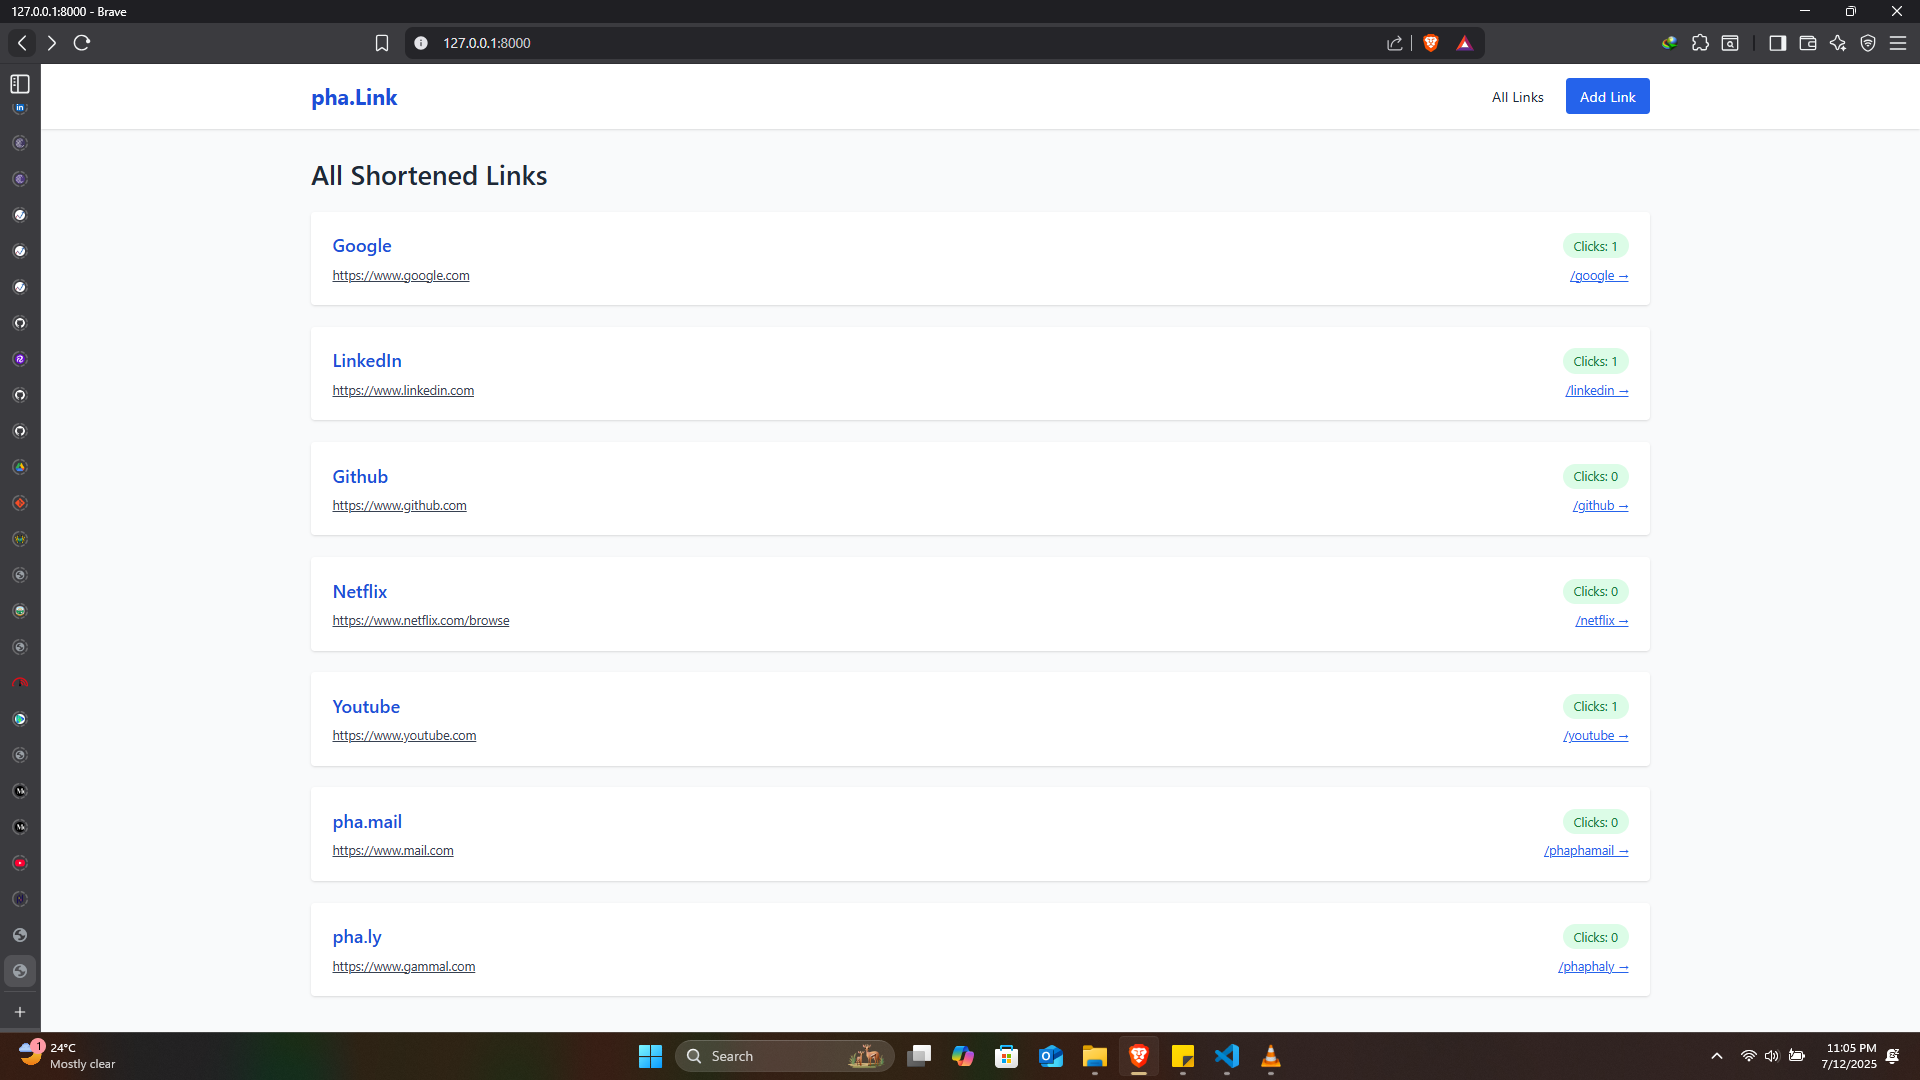 127.0.0.1:8000 - Brave
127.0.0.1:8000
pha.Link
All Links
Add Link
All Shortened Links
Google
Clicks: 1
https://www.google.com
/google →
LinkedIn
Clicks: 1
https://www.linkedin.com
/linkedin →
Github
Clicks: 0
https://www.github.com
/github →
Netflix
Clicks: 0
https://www.netflix.com/browse
/netflix →
Youtube
Clicks: 1
https://www.youtube.com
/youtube →
pha.mail
Clicks: 0
https://www.mail.com
/phaphamail →
pha.ly
Clicks: 0
https://www.gammal.com
/phaphaly →
1
24°C
Mostly clear
Search
11:05 PM
7/12/2025